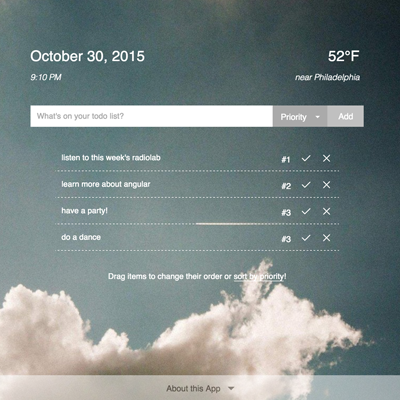 October 30, 2015 52°F
9:10 PM near Philadelphia
What's on your todo list? Priority Add
listen to this week's radiolab #1
learn more about angular #2
have a party! #3
do a dance #3
Drag items to change their order or sort by priority!
About this App